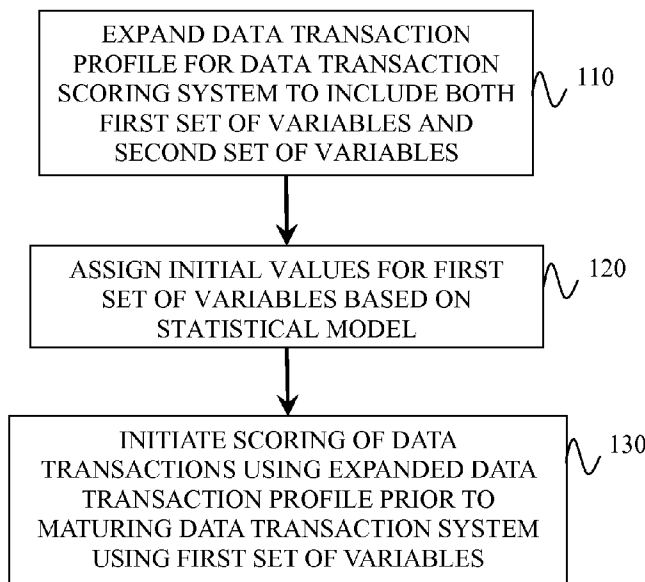 EXPAND DATA TRANSACTION
PROFILE FOR DATA TRANSACTION
SCORING SYSTEM TO INCLUDE BOTH
FIRST SET OF VARIABLES AND
SECOND SET OF VARIABLES
110
ASSIGN INITIAL VALUES FOR FIRST
SET OF VARIABLES BASED ON
STATISTICAL MODEL
120
INITIATE SCORING OF DATA
TRANSACTIONS USING EXPANDED DATA
TRANSACTION PROFILE PRIOR TO
MATURING DATA TRANSACTION SYSTEM
USING FIRST SET OF VARIABLES
130